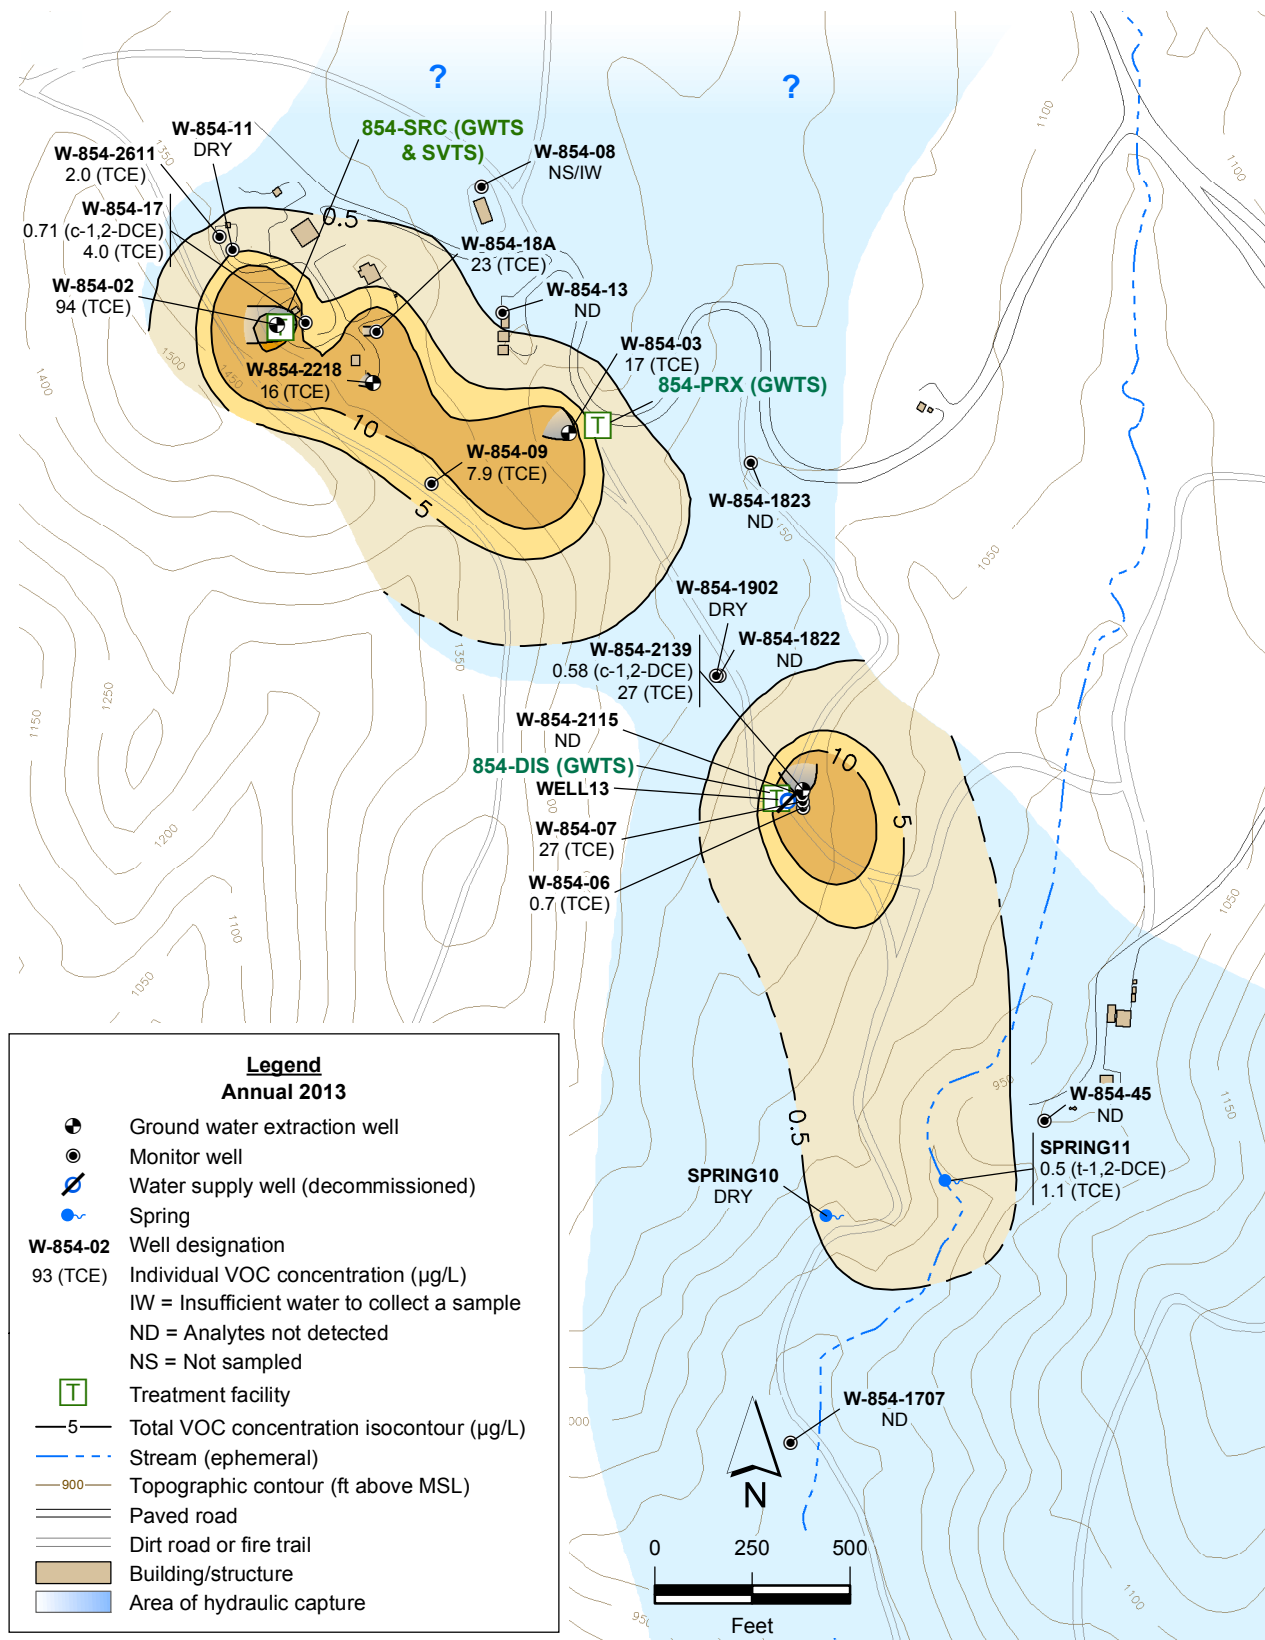 ?
?
1100
1100
W-854-11
DRY
854-SRC (GWTS
& SVTS)
W-854-2611
2.0 (TCE)
1350
W-854-08
NS/IW
W-854-17
0.71 (c-1,2-DCE)
4.0 (TCE)
0.5
W-854-18A
23 (TCE)
W-854-02
94 (TCE)
W-854-13
ND
T
W-854-03
17 (TCE)
1500
1450
1400
W-854-2218
16 (TCE)
854-PRX (GWTS)
T
10
W-854-09
7.9 (TCE)
5
W-854-1823
ND
1150
1050
W-854-1902
DRY
W-854-1822
ND
W-854-2139
0.58 (c-1,2-DCE)
27 (TCE)
1350
1250
1150
W-854-2115
ND
854-DIS (GWTS)
WELL13
10
T
5
W-854-07
27 (TCE)
1200
W-854-06
0.7 (TCE)
1100
1050
1050
950
0.5
W-854-45
ND
1150
SPRING11
0.5 (t-1,2-DCE)
1.1 (TCE)
SPRING10
DRY
W-854-1707
ND
N
0 250 500
Feet
950
1100
Legend
Annual 2013
Ground water extraction well
Monitor well
Water supply well (decommissioned)
Spring
W-854-02 Well designation
93 (TCE) Individual VOC concentration (µg/L)
IW = Insufficient water to collect a sample
ND = Analytes not detected
NS = Not sampled
T Treatment facility
5 Total VOC concentration isocontour (µg/L)
Stream (ephemeral)
900 Topographic contour (ft above MSL)
Paved road
Dirt road or fire trail
Building/structure
Area of hydraulic capture